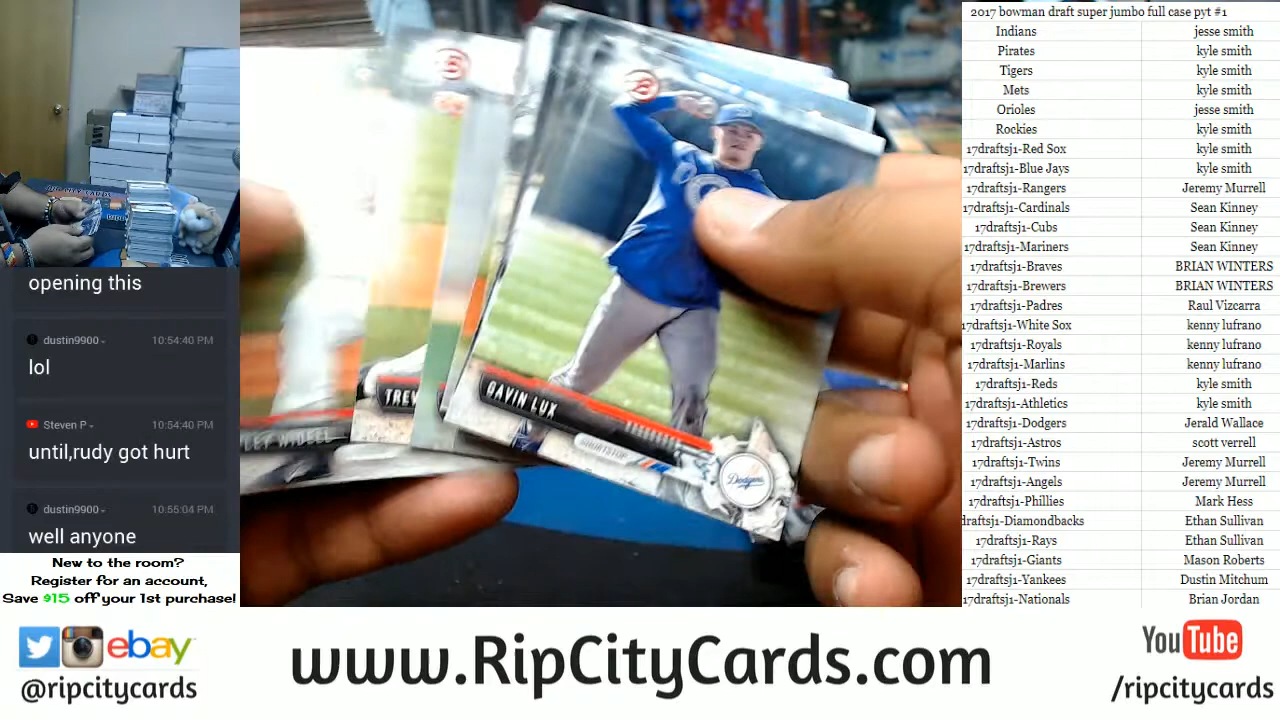 opening this
dustin9900
10:54:40 PM
lol
Steven P
10:54:40 PM
until,rudy got hurt
dustin9900
10:55:04 PM
well anyone
New to the room?
Register for an account,
Save $15 off your 1st purchase!
GAVIN LUX
SHORTSTOP
Dodgers
TREV
2017 bowman draft super jumbo full case pyt #1
Indians jesse smith
Pirates kyle smith
Tigers kyle smith
Mets kyle smith
Orioles jesse smith
Rockies kyle smith
17draftsj1-Red Sox kyle smith
17draftsj1-Blue Jays kyle smith
17draftsj1-Rangers Jeremy Murrell
17draftsj1-Cardinals Sean Kinney
17draftsj1-Cubs Sean Kinney
17draftsj1-Mariners Sean Kinney
17draftsj1-Braves BRIAN WINTERS
17draftsj1-Brewers BRIAN WINTERS
17draftsj1-Padres Raul Vizcarra
17draftsj1-White Sox kenny lufrano
17draftsj1-Royals kenny lufrano
17draftsj1-Marlins kenny lufrano
17draftsj1-Reds kyle smith
17draftsj1-Athletics kyle smith
17draftsj1-Dodgers Jerald Wallace
17draftsj1-Astros scott verrell
17draftsj1-Twins Jeremy Murrell
17draftsj1-Angels Jeremy Murrell
17draftsj1-Phillies Mark Hess
draftsj1-Diamondbacks Ethan Sullivan
17draftsj1-Rays Ethan Sullivan
17draftsj1-Giants Mason Roberts
17draftsj1-Yankees Dustin Mitchum
17draftsj1-Nationals Brian Jordan
ebay
@ripcitycards
www.RipCityCards.com
YouTube
/ripcitycards